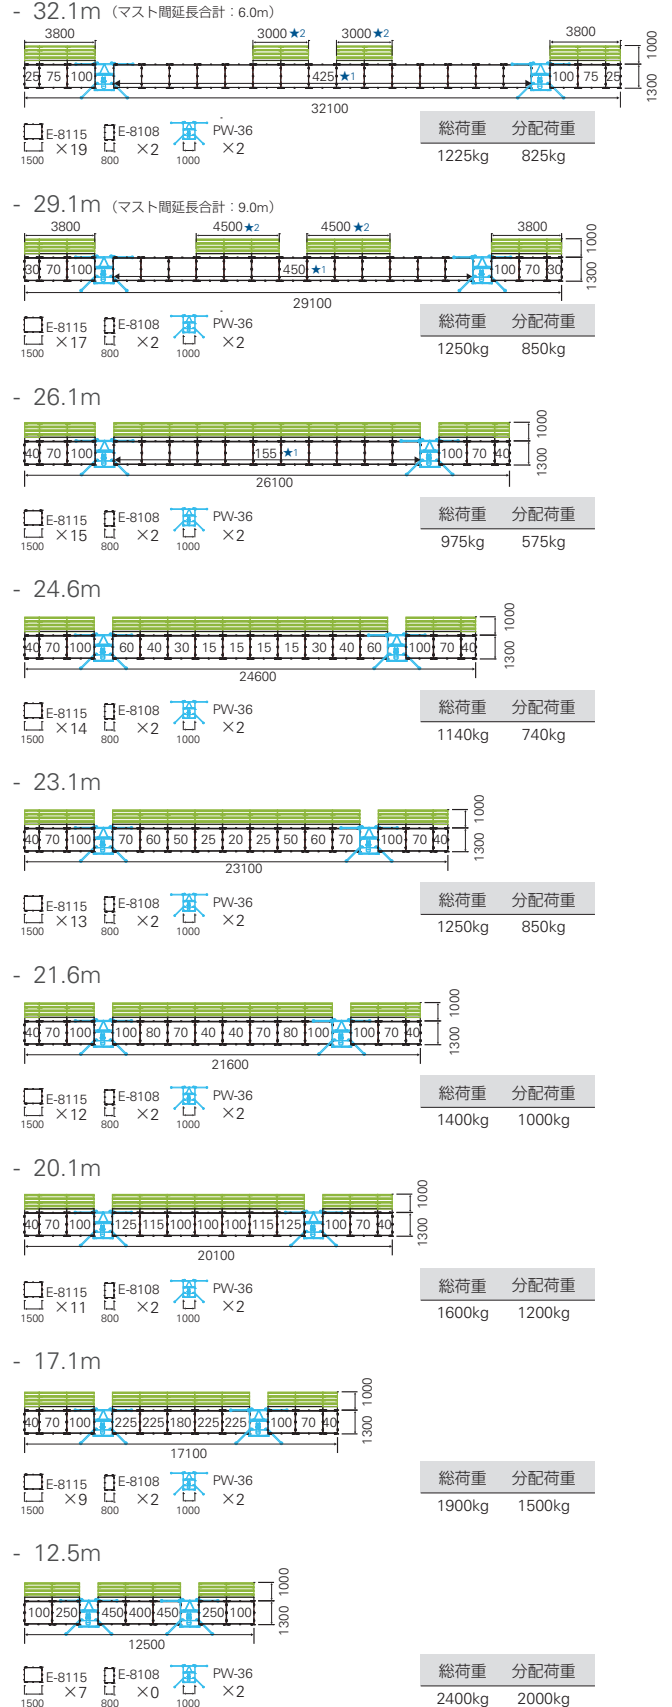 - 32.1m (マスト間延長合計：6.0m)
3800 3000★2 3000★2 3800 1000
25 75 100 425★1 100 75 25 1300
32100
E-8115 ×19 1500 E-8108 ×2 800 PW-36 ×2 1000
総荷重 分配荷重
1225kg 825kg
- 29.1m (マスト間延長合計：9.0m)
3800 4500★2 4500★2 3800 1000
30 70 100 450★1 100 70 30 1300
29100
E-8115 ×17 1500 E-8108 ×2 800 PW-36 ×2 1000
総荷重 分配荷重
1250kg 850kg
- 26.1m
1000
40 70 100 155★1 100 70 40 1300
26100
E-8115 ×15 1500 E-8108 ×2 800 PW-36 ×2 1000
総荷重 分配荷重
975kg 575kg
- 24.6m
1000
40 70 100 60 40 30 15 15 15 15 30 40 60 100 70 40 1300
24600
E-8115 ×14 1500 E-8108 ×2 800 PW-36 ×2 1000
総荷重 分配荷重
1140kg 740kg
- 23.1m
1000
40 70 100 70 60 50 25 20 25 50 60 70 100 70 40 1300
23100
E-8115 ×13 1500 E-8108 ×2 800 PW-36 ×2 1000
総荷重 分配荷重
1250kg 850kg
- 21.6m
1000
40 70 100 100 80 70 40 40 70 80 100 100 70 40 1300
21600
E-8115 ×12 1500 E-8108 ×2 800 PW-36 ×2 1000
総荷重 分配荷重
1400kg 1000kg
- 20.1m
1000
40 70 100 125 115 100 100 100 115 125 100 70 40 1300
20100
E-8115 ×11 1500 E-8108 ×2 800 PW-36 ×2 1000
総荷重 分配荷重
1600kg 1200kg
- 17.1m
1000
40 70 100 225 225 180 225 225 100 70 40 1300
17100
E-8115 ×9 1500 E-8108 ×2 800 PW-36 ×2 1000
総荷重 分配荷重
1900kg 1500kg
- 12.5m
1000
100 250 450 400 450 250 100 1300
12500
E-8115 ×7 1500 E-8108 ×0 800 PW-36 ×2 1000
総荷重 分配荷重
2400kg 2000kg